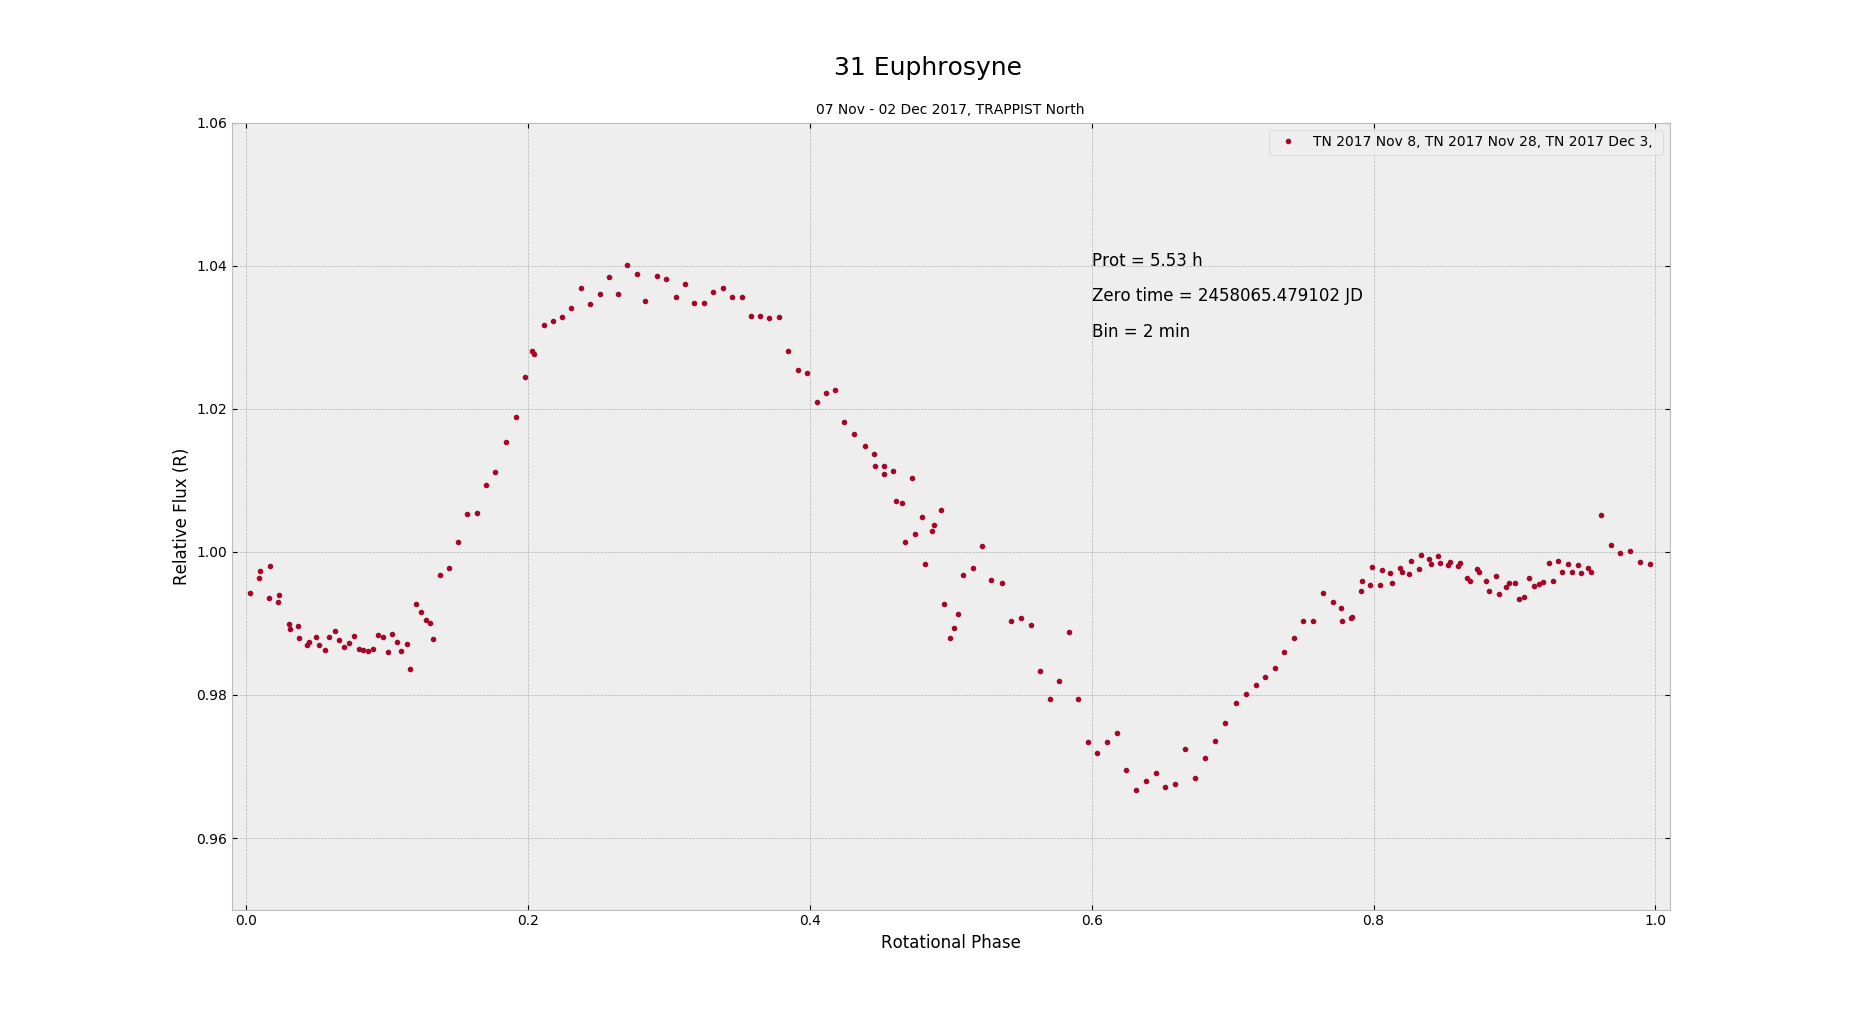 31 Euphrosyne
07 Nov - 02 Dec 2017, TRAPPIST North
TN 2017 Nov 8, TN 2017 Nov 28, TN 2017 Dec 3,
Prot = 5.53 h
Zero time = 2458065.479102 JD
Bin = 2 min
Relative Flux (R)
1.06
1.04
1.02
1.00
0.98
0.96
0.0 0.2 0.4 0.6 0.8 1.0
Rotational Phase